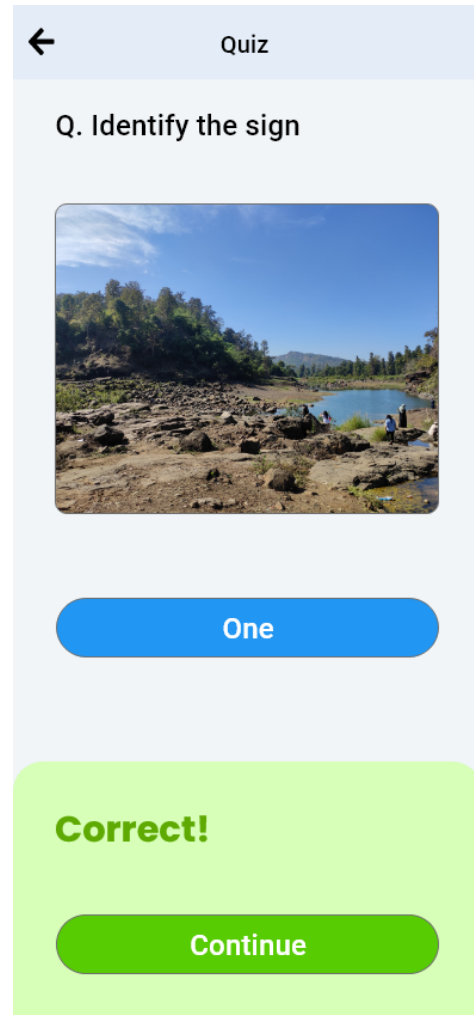 Quiz
Q. Identify the sign
One
Correct!
Continue